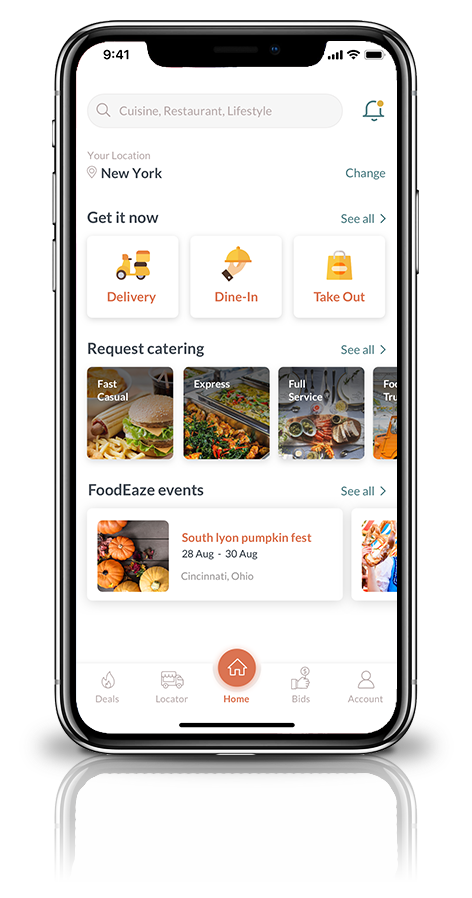 9:41
Cuisine, Restaurant, Lifestyle
Your Location
New York
Change
Get it now
See all
Delivery
Dine-In
Take Out
Request catering
See all
Fast
Casual
Express
Full
Service
FoodEaze events
See all
South lyon pumpkin fest
28 Aug - 30 Aug
Cincinnati, Ohio
Deals
Locator
Home
Bids
Account